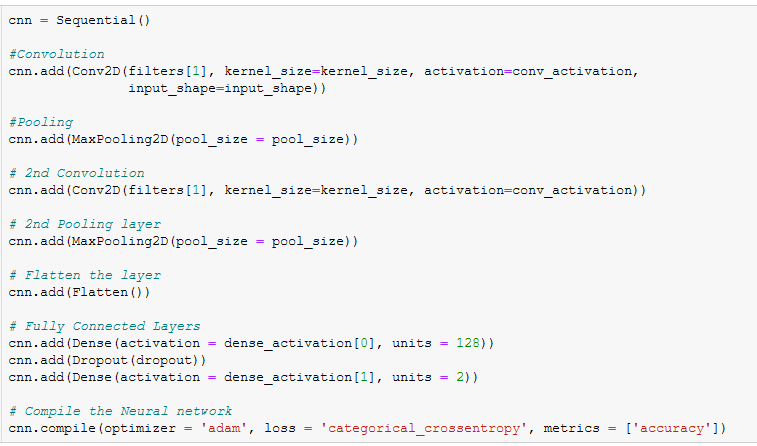 cnn = Sequential()
#Convolution
cnn.add(Conv2D(filters[1], kernel_size=kernel_size, activation=conv_activation,
input_shape=input_shape))
#Pooling
cnn.add(MaxPooling2D(pool_size = pool_size))
# 2nd Convolution
cnn.add(Conv2D(filters[1], kernel_size=kernel_size, activation=conv_activation))
# 2nd Pooling layer
cnn.add(MaxPooling2D(pool_size = pool_size))
# Flatten the layer
cnn.add(Flatten())
# Fully Connected Layers
cnn.add(Dense(activation = dense_activation[0], units = 128))
cnn.add(Dropout(dropout))
cnn.add(Dense(activation = dense_activation[1], units = 2))
# Compile the Neural network
cnn.compile(optimizer = 'adam', loss = 'categorical_crossentropy', metrics = ['accuracy'])